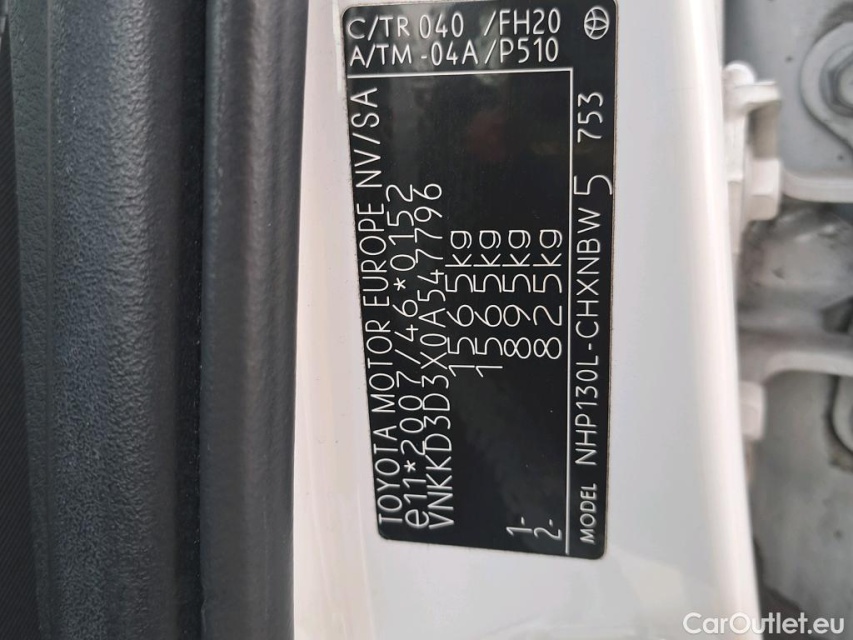 C/TR 040 /FH20
A/TM -04A/P510
TOYOTA MOTOR EUROPE NV/SA
e11*2007/46*0152
VNKKD3D3X0A547796
1565kg
1565kg
1- 895kg
2- 825kg
MODEL NHP130L-CHXNBW 5 753
CarOutlet.eu